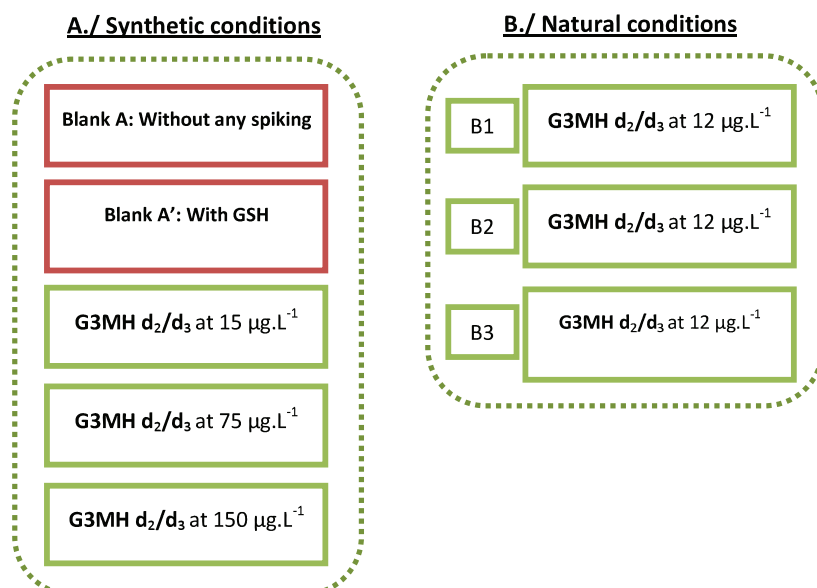 A./ Synthetic conditions
Blank A: Without any spiking
Blank A’: With GSH
G3MH d₂/d₃ at 15 µg.L⁻¹
G3MH d₂/d₃ at 75 µg.L⁻¹
G3MH d₂/d₃ at 150 µg.L⁻¹
B./ Natural conditions
B1 G3MH d₂/d₃ at 12 µg.L⁻¹
B2 G3MH d₂/d₃ at 12 µg.L⁻¹
B3 G3MH d₂/d₃ at 12 µg.L⁻¹